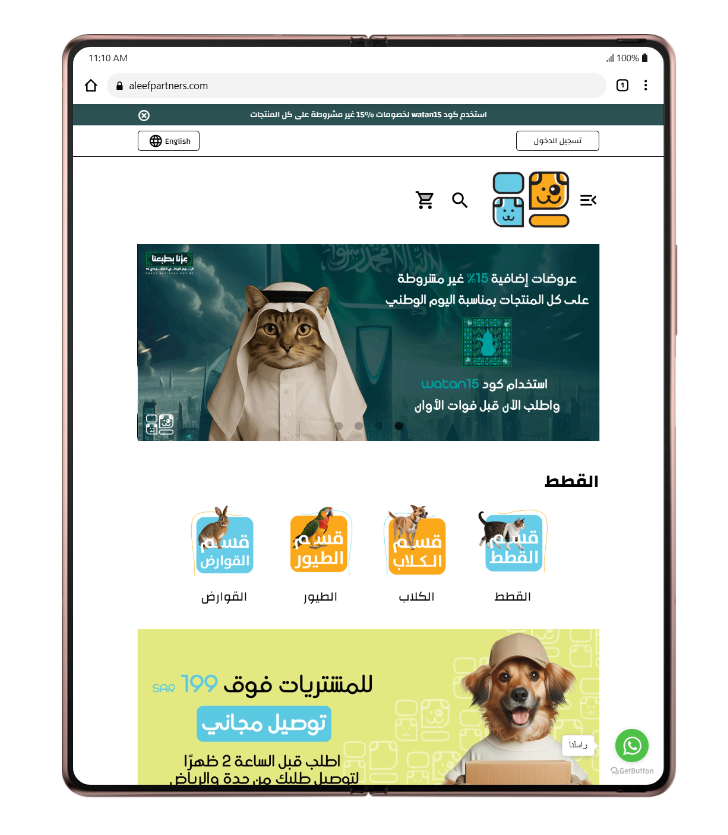 11:10 AM
100%
aleefpartners.com
1
استخدم كود watan15 لخصومات 15% غير مشروطة على كل المنتجات
English
تسجيل الدخول
عزنا بطبعنا
عروضات إضافية 15% غير مشروطة
على كل المنتجات بمناسبة اليوم الوطني
استخدام كود watan15
واطلب الآن قبل فوات الأوان
القطط
قسم القطط
قسم الكلاب
قسم الطيور
قسم القوارض
القطط
الكلاب
الطيور
القوارض
للمشتريات فوق 199 SAR
توصيل مجاني
اطلب قبل الساعة 2 ظهرًا
لتوصيل طلبك من جدة والرياض
راسلنا
GetButton